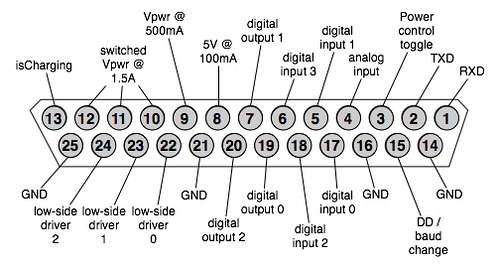 Vpwr @
500mA
digital
output 1
digital
input 1
Power
control
toggle
switched
Vpwr @
1.5A
5V @
100mA
digital
input 3
analog
input
TXD
isCharging
RXD
13 12 11 10 9 8 7 6 5 4 3 2 1
25 24 23 22 21 20 19 18 17 16 15 14
GND
GND
digital
output 0
digital
input 0
GND
GND
low-side
driver
2
low-side
driver
1
low-side
driver
0
digital
output 2
digital
input 2
DD /
baud
change